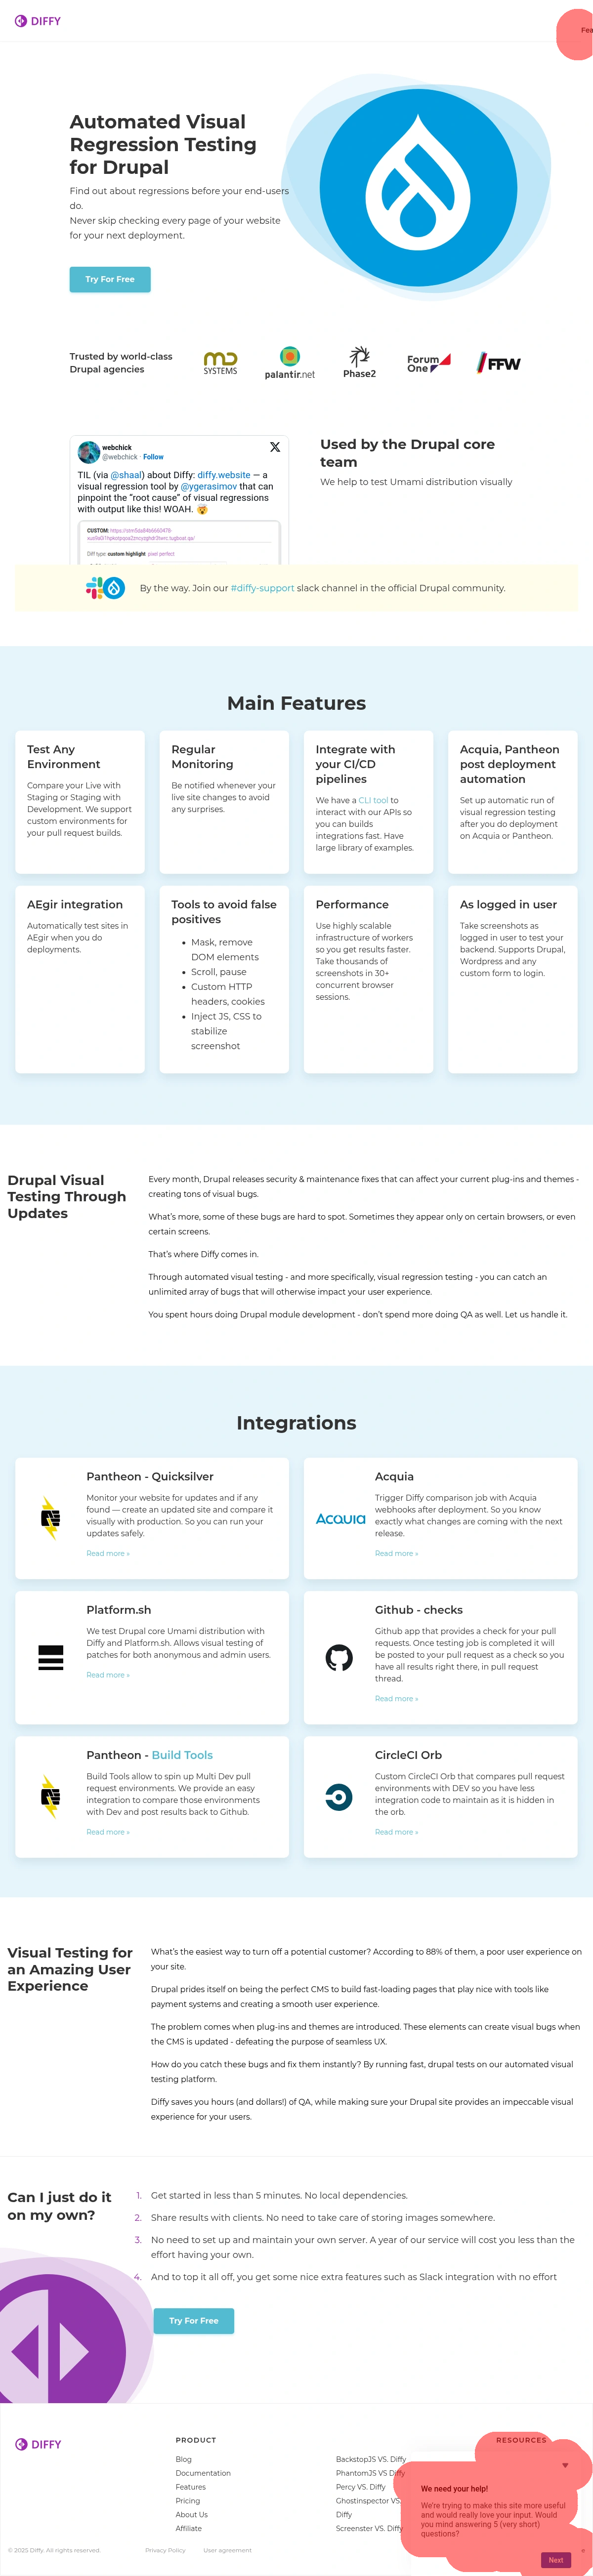 DIFFY
Fea
Automated Visual
Regression Testing
for Drupal
Find out about regressions before your end-users
do.
Never skip checking every page of your website
for your next deployment.
Try For Free
Trusted by world-class
Drupal agencies
MD
SYSTEMS
palantir.net
Phase2
Forum
One
FFW
webchick
@webchick · Follow
TIL (via @shaal) about Diffy: diffy.website — a
visual regression tool by @ygerasimov that can
pinpoint the "root cause" of visual regressions
with output like this! WOAH. 🤯
Diff type: custom highlight pixel perfect
Used by the Drupal core
team
We help to test Umami distribution visually
By the way. Join our #diffy-support slack channel in the official Drupal community.
Main Features
Test Any
Environment
Compare your Live with
Staging or Staging with
Development. We support
custom environments for
your pull request builds.
Regular
Monitoring
Be notified whenever your
live site changes to avoid
any surprises.
Integrate with
your CI/CD
pipelines
We have a CLI tool to
interact with our APIs so
you can builds
integrations fast. Have
large library of examples.
Acquia, Pantheon
post deployment
automation
Set up automatic run of
visual regression testing
after you do deployment
on Acquia or Pantheon.
AEgir integration
Automatically test sites in
AEgir when you do
deployments.
Tools to avoid false
positives
• Mask, remove
DOM elements
• Scroll, pause
• Custom HTTP
headers, cookies
• Inject JS, CSS to
stabilize
screenshot
Performance
Use highly scalable
infrastructure of workers
so you get results faster.
Take thousands of
screenshots in 30+
concurrent browser
sessions.
As logged in user
Take screenshots as
logged in user to test your
backend. Supports Drupal,
Wordpress and any
custom form to login.
Drupal Visual
Testing Through
Updates
Every month, Drupal releases security & maintenance fixes that can affect your current plug-ins and themes -
creating tons of visual bugs.
What's more, some of these bugs are hard to spot. Sometimes they appear only on certain browsers, or even
certain screens.
That's where Diffy comes in.
Through automated visual testing - and more specifically, visual regression testing - you can catch an
unlimited array of bugs that will otherwise impact your user experience.
You spent hours doing Drupal module development - don't spend more doing QA as well. Let us handle it.
Integrations
Pantheon - Quicksilver
Monitor your website for updates and if any
found — create an updated site and compare it
visually with production. So you can run your
updates safely.
Read more »
ACQUIA
Acquia
Trigger Diffy comparison job with Acquia
webhooks after deployment. So you know
exactly what changes are coming with the next
release.
Read more »
Platform.sh
We test Drupal core Umami distribution with
Diffy and Platform.sh. Allows visual testing of
patches for both anonymous and admin users.
Read more »
Github - checks
Github app that provides a check for your pull
requests. Once testing job is completed it will
be posted to your pull request as a check so you
have all results right there, in pull request
thread.
Read more »
Pantheon - Build Tools
Build Tools allow to spin up Multi Dev pull
request environments. We provide an easy
integration to compare those environments
with Dev and post results back to Github.
Read more »
CircleCI Orb
Custom CircleCI Orb that compares pull request
environments with DEV so you have less
integration code to maintain as it is hidden in
the orb.
Read more »
Visual Testing for
an Amazing User
Experience
What's the easiest way to turn off a potential customer? According to 88% of them, a poor user experience on
your site.
Drupal prides itself on being the perfect CMS to build fast-loading pages that play nice with tools like
payment systems and creating a smooth user experience.
The problem comes when plug-ins and themes are introduced. These elements can create visual bugs when
the CMS is updated - defeating the purpose of seamless UX.
How do you catch these bugs and fix them instantly? By running fast, drupal tests on our automated visual
testing platform.
Diffy saves you hours (and dollars!) of QA, while making sure your Drupal site provides an impeccable visual
experience for your users.
Can I just do it
on my own?
1. Get started in less than 5 minutes. No local dependencies.
2. Share results with clients. No need to take care of storing images somewhere.
3. No need to set up and maintain your own server. A year of our service will cost you less than the
effort having your own.
4. And to top it all off, you get some nice extra features such as Slack integration with no effort
Try For Free
DIFFY
PRODUCT
Blog
Documentation
Features
Pricing
About Us
Affiliate
BackstopJS VS. Diffy
PhantomJS VS Diffy
Percy VS. Diffy
Ghostinspector VS.
Diffy
Screenster VS. Diffy
RESOURCES
We need your help!
We're trying to make this site more useful
and would really love your input. Would
you mind answering 5 (very short)
questions?
Next
© 2020 Diffy. All rights reserved.
Privacy Policy
User agreement